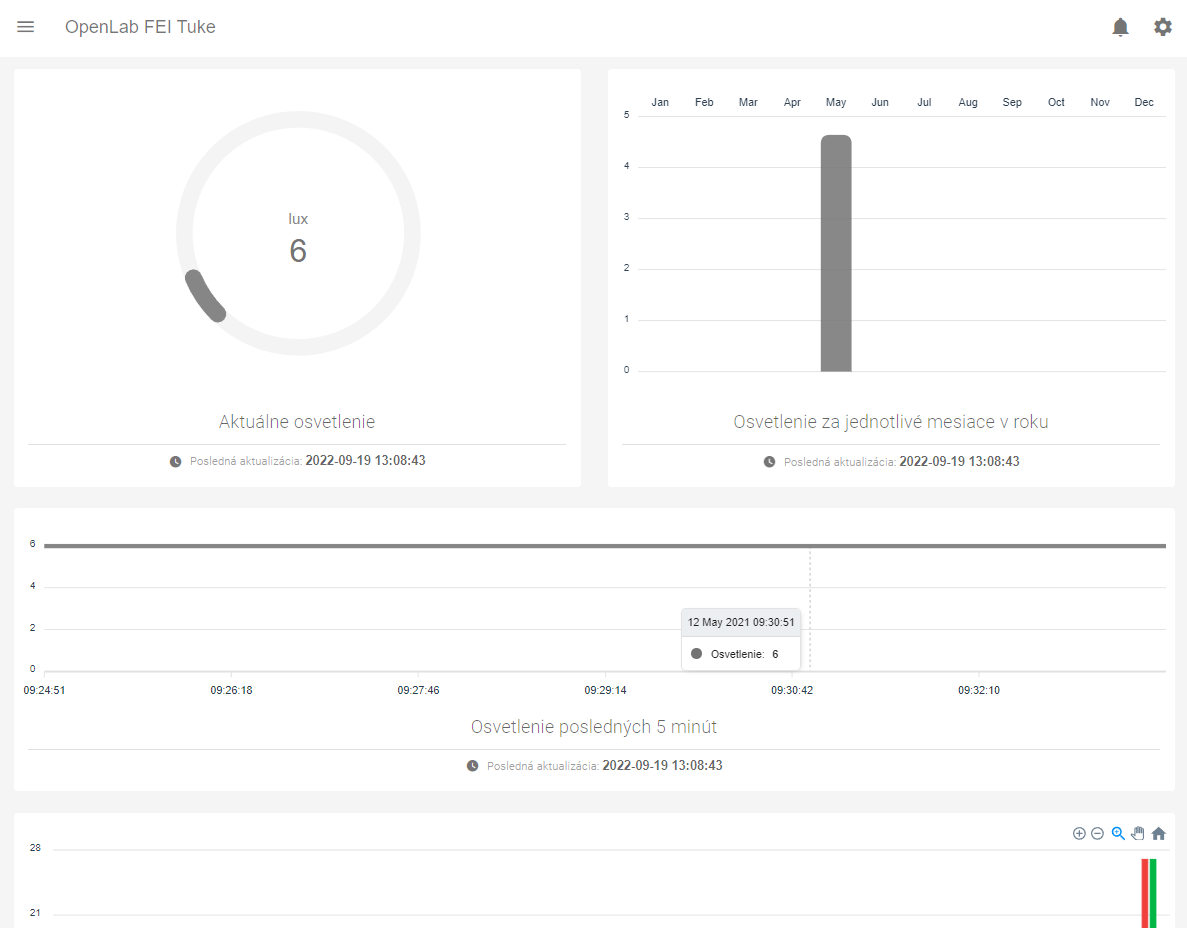 OpenLab FEI Tuke
lux
6
Aktuálne osvetlenie
Posledná aktualizácia: 2022-09-19 13:08:43
Jan Feb Mar Apr May Jun Jul Aug Sep Oct Nov Dec
5
4
3
2
1
0
Osvetlenie za jednotlivé mesiace v roku
Posledná aktualizácia: 2022-09-19 13:08:43
6
4
2
0
12 May 2021 09:30:51
Osvetlenie: 6
09:24:51 09:26:18 09:27:46 09:29:14 09:30:42 09:32:10
Osvetlenie posledných 5 minút
Posledná aktualizácia: 2022-09-19 13:08:43
28
21